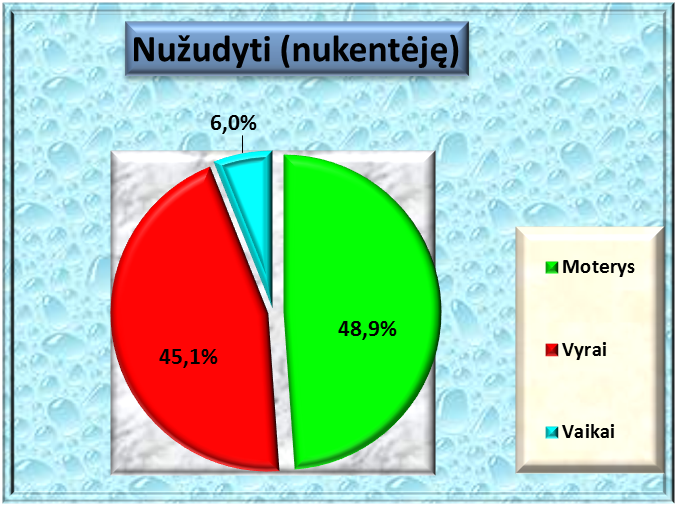 Nužudyti (nukentėję)
6,0%
48,9%
45,1%
Moterys
Vyrai
Vaikai